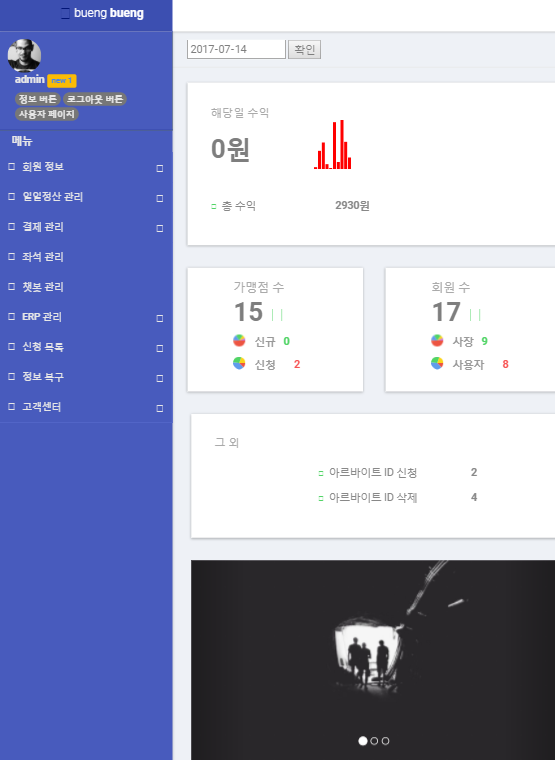 bueng bueng
2017-07-14 확인
admin new 1
정보 버튼 로그아웃 버튼
사용자 페이지
메뉴
회원 정보
일일정산 관리
결제 관리
좌석 관리
챗봇 관리
ERP 관리
신청 목록
정보 복구
고객센터
해당일 수익
0원
총 수익 2930원
가맹점 수
15
신규 0
신청 2
회원 수
17
사장 9
사용자 8
그 외
아르바이트 ID 신청 2
아르바이트 ID 삭제 4